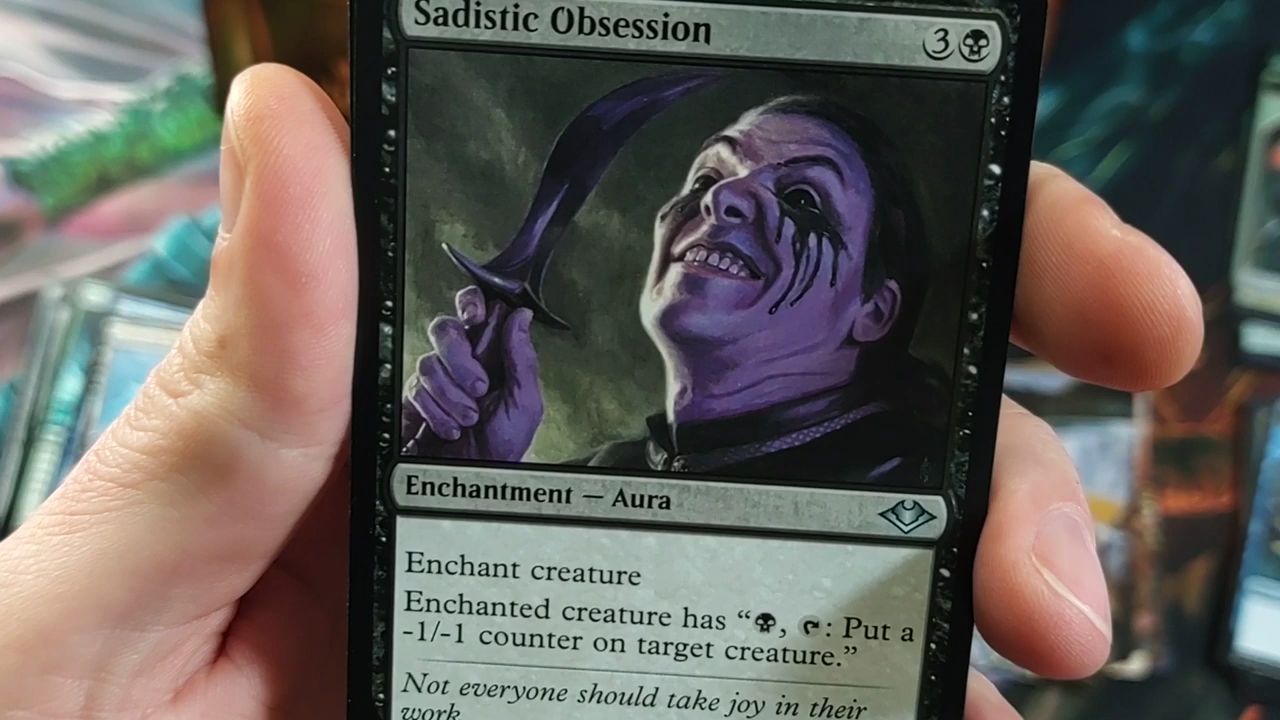 Sadistic Obsession
3
Enchantment — Aura
Enchant creature
Enchanted creature has “, : Put a
-1/-1 counter on target creature.”
Not everyone should take joy in their
work